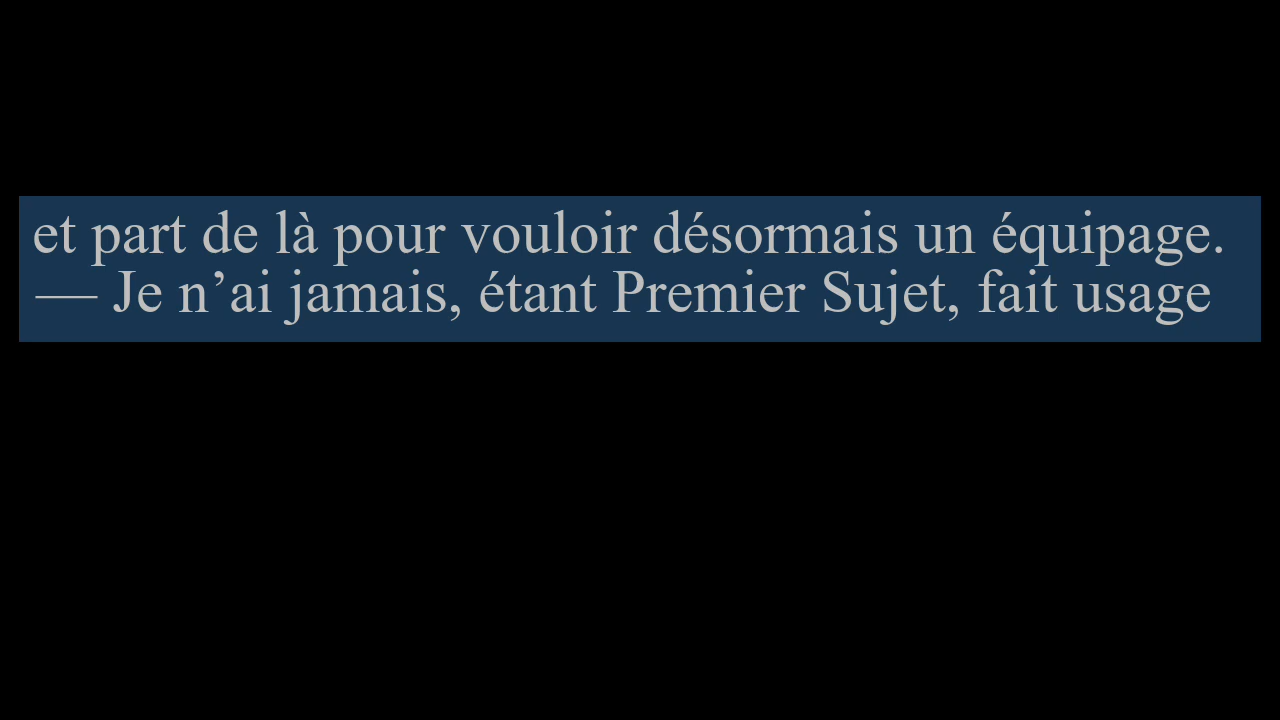 et part de là pour vouloir désormais un équipage.
— Je n’ai jamais, étant Premier Sujet, fait usage